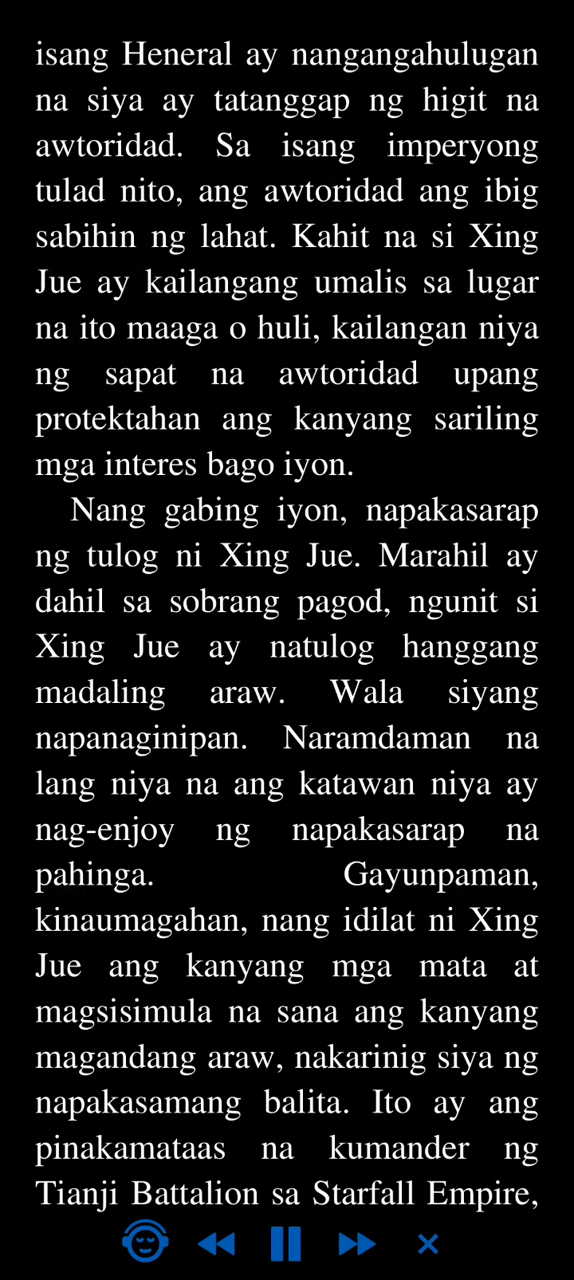 isang Heneral ay nangangahulugan
na siya ay tatanggap ng higit na
awtoridad. Sa isang imperyong
tulad nito, ang awtoridad ang ibig
sabihin ng lahat. Kahit na si Xing
Jue ay kailangang umalis sa lugar
na ito maaga o huli, kailangan niya
ng sapat na awtoridad upang
protektahan ang kanyang sariling
mga interes bago iyon.
Nang gabing iyon, napakasarap
ng tulog ni Xing Jue. Marahil ay
dahil sa sobrang pagod, ngunit si
Xing Jue ay natulog hanggang
madaling araw. Wala siyang
napanaginipan. Naramdaman na
lang niya na ang katawan niya ay
nag-enjoy ng napakasarap na
pahinga. Gayunpaman,
kinaumagahan, nang idilat ni Xing
Jue ang kanyang mga mata at
magsisimula na sana ang kanyang
magandang araw, nakarinig siya ng
napakasamang balita. Ito ay ang
pinakamataas na kumander ng
Tianji Battalion sa Starfall Empire,